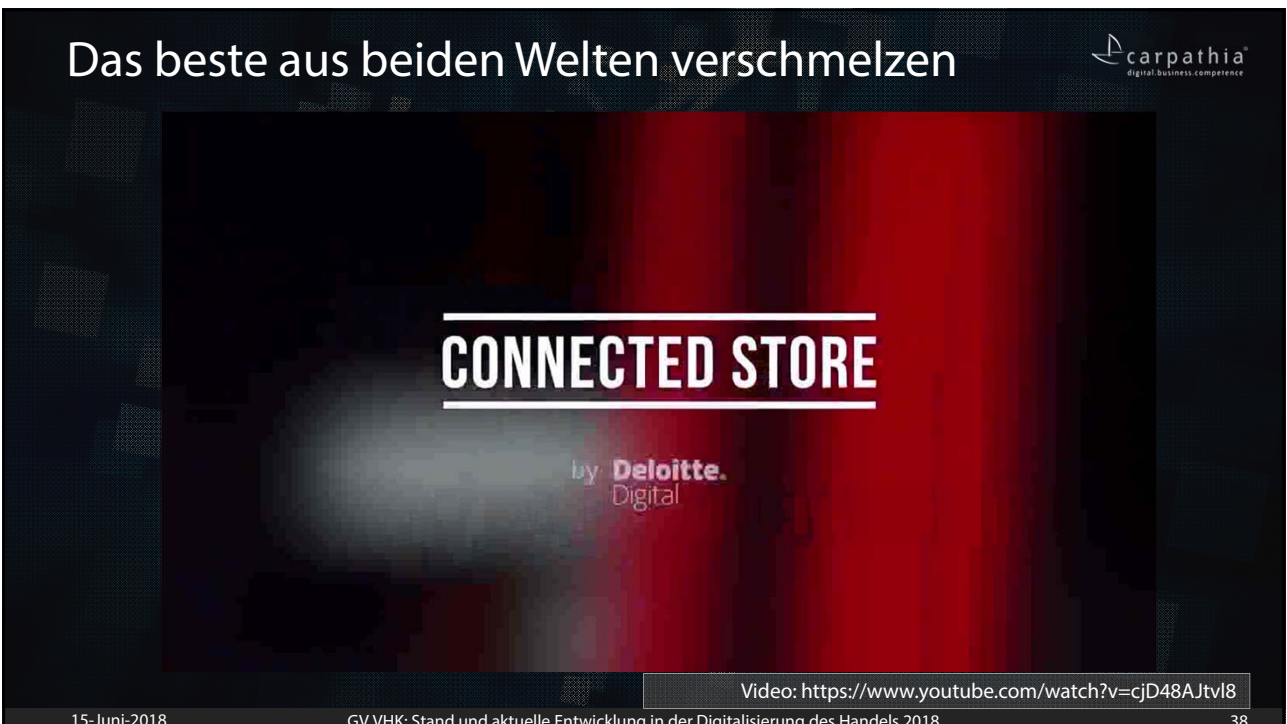 Das beste aus beiden Welten verschmelzen
carpathia
digital.business.competence
CONNECTED STORE
by Deloitte.
Digital
Video: https://www.youtube.com/watch?v=cjD48AJtvl8
15-Juni-2018 GV VHK: Stand und aktuelle Entwicklung in der Digitalisierung des Handels 2018 38